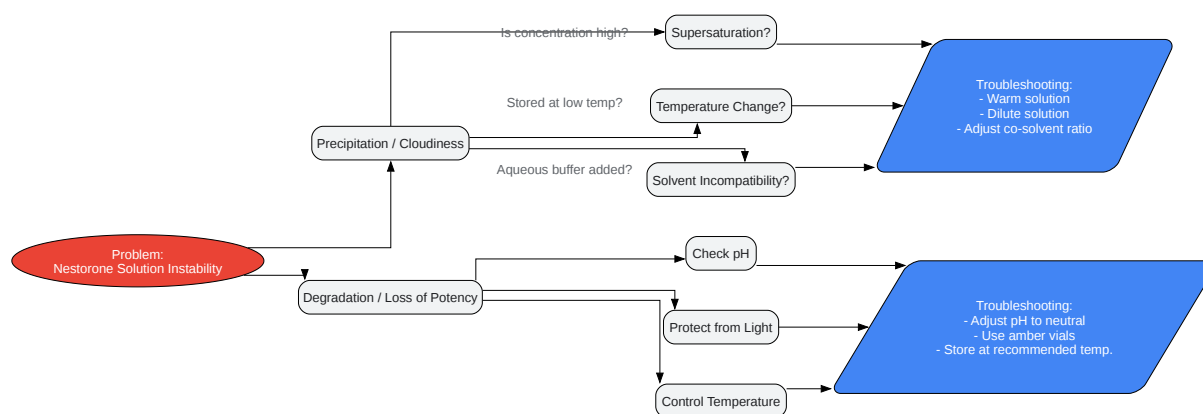 Is concentration high?
Supersaturation?
Troubleshooting:
- Warm solution
- Dilute solution
- Adjust co-solvent ratio
Stored at low temp?
Temperature Change?
Precipitation / Cloudiness
Aqueous buffer added?
Solvent Incompatibility?
Problem:
Nestorone Solution Instability
Check pH
Degradation / Loss of Potency
Troubleshooting:
- Adjust pH to neutral
- Use amber vials
- Store at recommended temp.
Protect from Light
Control Temperature